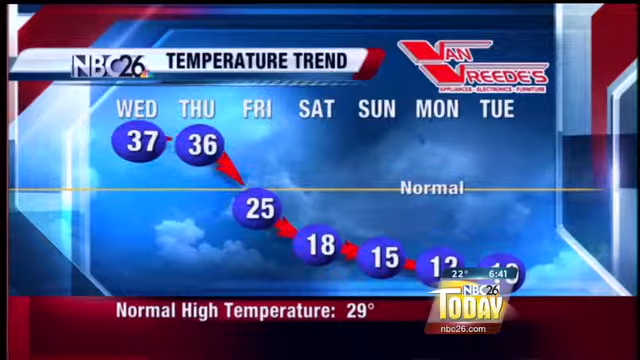 NBC26 TEMPERATURE TREND
VAN VREEDE'S
APPLIANCES - ELECTRONICS - FURNITURE
WED THU FRI SAT SUN MON TUE
37 36
Normal
25
18
15
22° 6:41
NBC26
TODAY
nbc26.com
Normal High Temperature: 29°